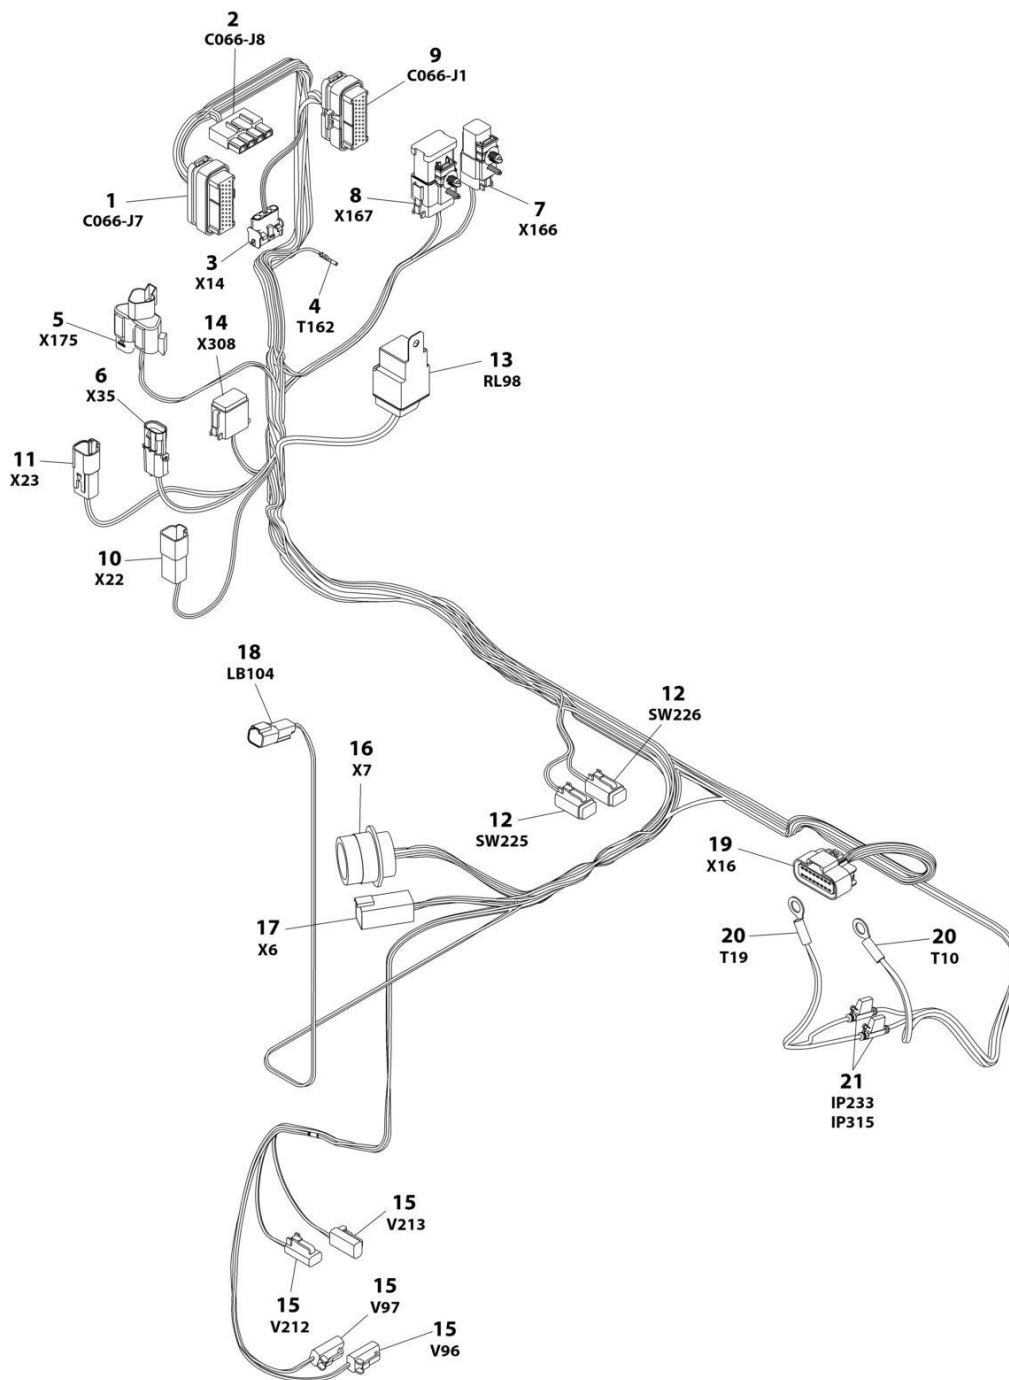 2
C066-J8
9
C066-J1
1
C066-J7
8
X167
7
X166
3
X14
4
T162
5
X175
14
X308
13
RL98
6
X35
11
X23
10
X22
18
LB104
12
SW226
16
X7
12
SW225
19
X16
17
X6
20
T19
20
T10
21
IP233
IP315
15
V213
15
V212
15
V97
15
V96